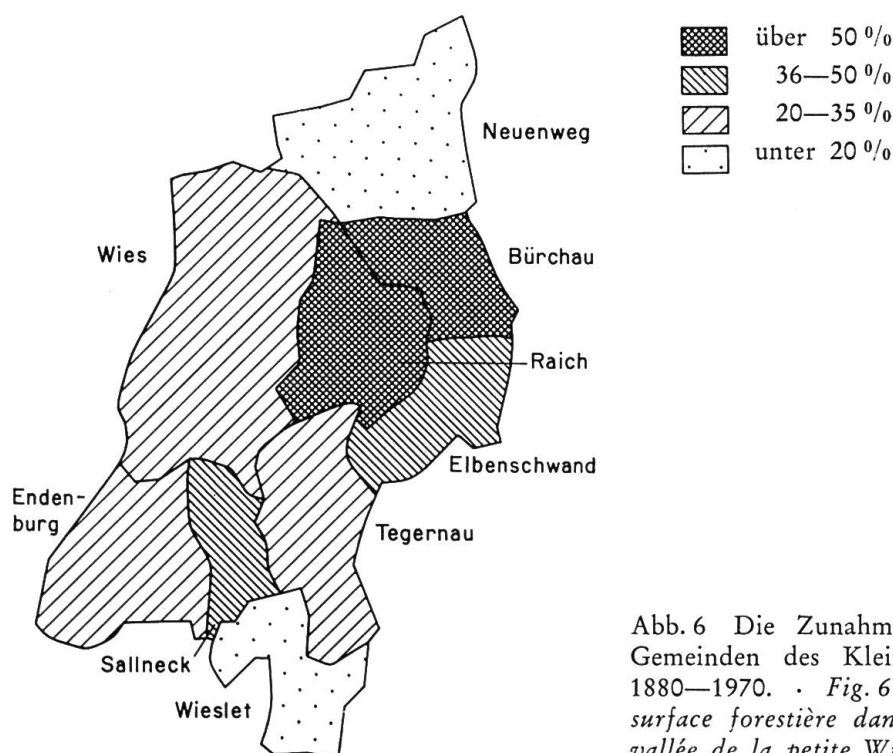 über 50 %
36—50 %
20—35 %
unter 20 %
Neuenweg
Wies
Bürchau
Raich
Elbenschwand
Enden-
burg
Tegernau
Sallneck
Wieslet
Abb. 6 Die Zunahm
Gemeinden des Klei
1880—1970. · Fig. 6
surface forestière dan
vallée de la petite W